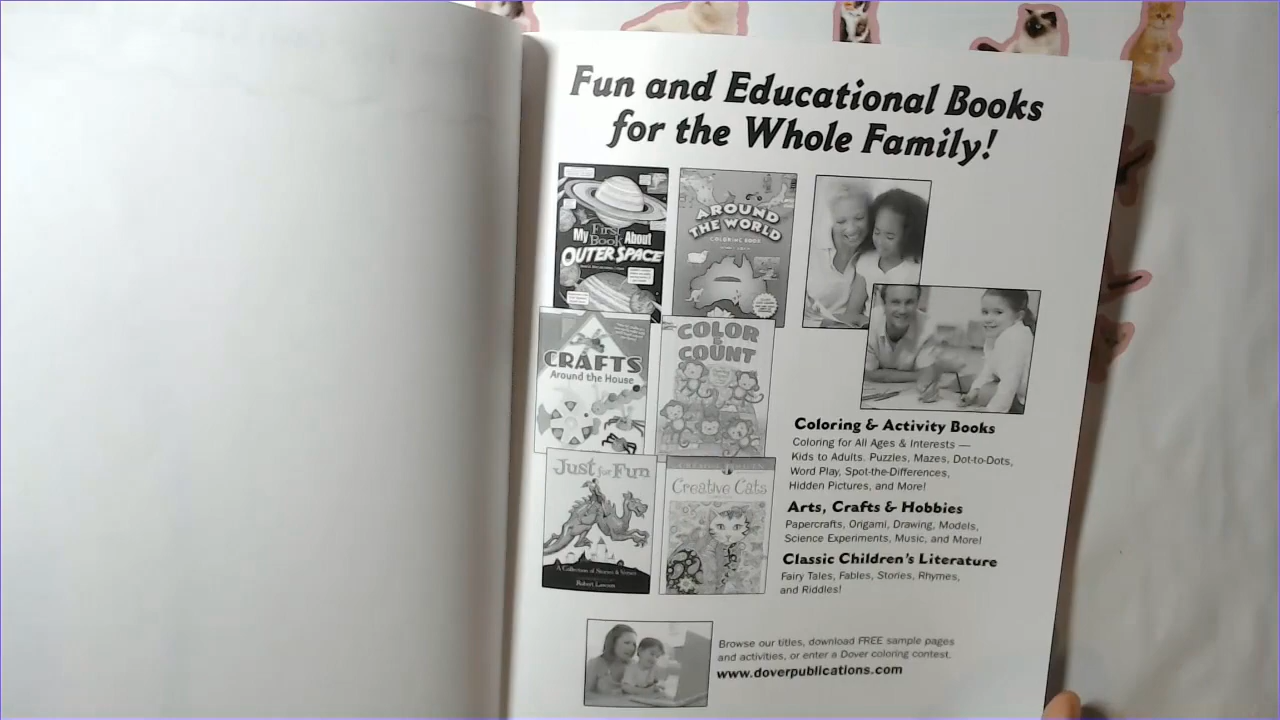 Fun and Educational Books
for the Whole Family!
My First Book About
OUTER SPACE
AROUND
THE WORLD
COLORING BOOK
CRAFTS
Around the House
COLOR
&
COUNT
Just for Fun
A Collection of Stories & Verses
Robert Lawson
Creative Cats
Coloring & Activity Books
Coloring for All Ages & Interests —
Kids to Adults. Puzzles, Mazes, Dot-to-Dots,
Word Play, Spot-the-Differences,
Hidden Pictures, and More!
Arts, Crafts & Hobbies
Papercrafts, Origami, Drawing, Models,
Science Experiments, Music, and More!
Classic Children's Literature
Fairy Tales, Fables, Stories, Rhymes,
and Riddles!
Browse our titles, download FREE sample pages
and activities, or enter a Dover coloring contest.
www.doverpublications.com